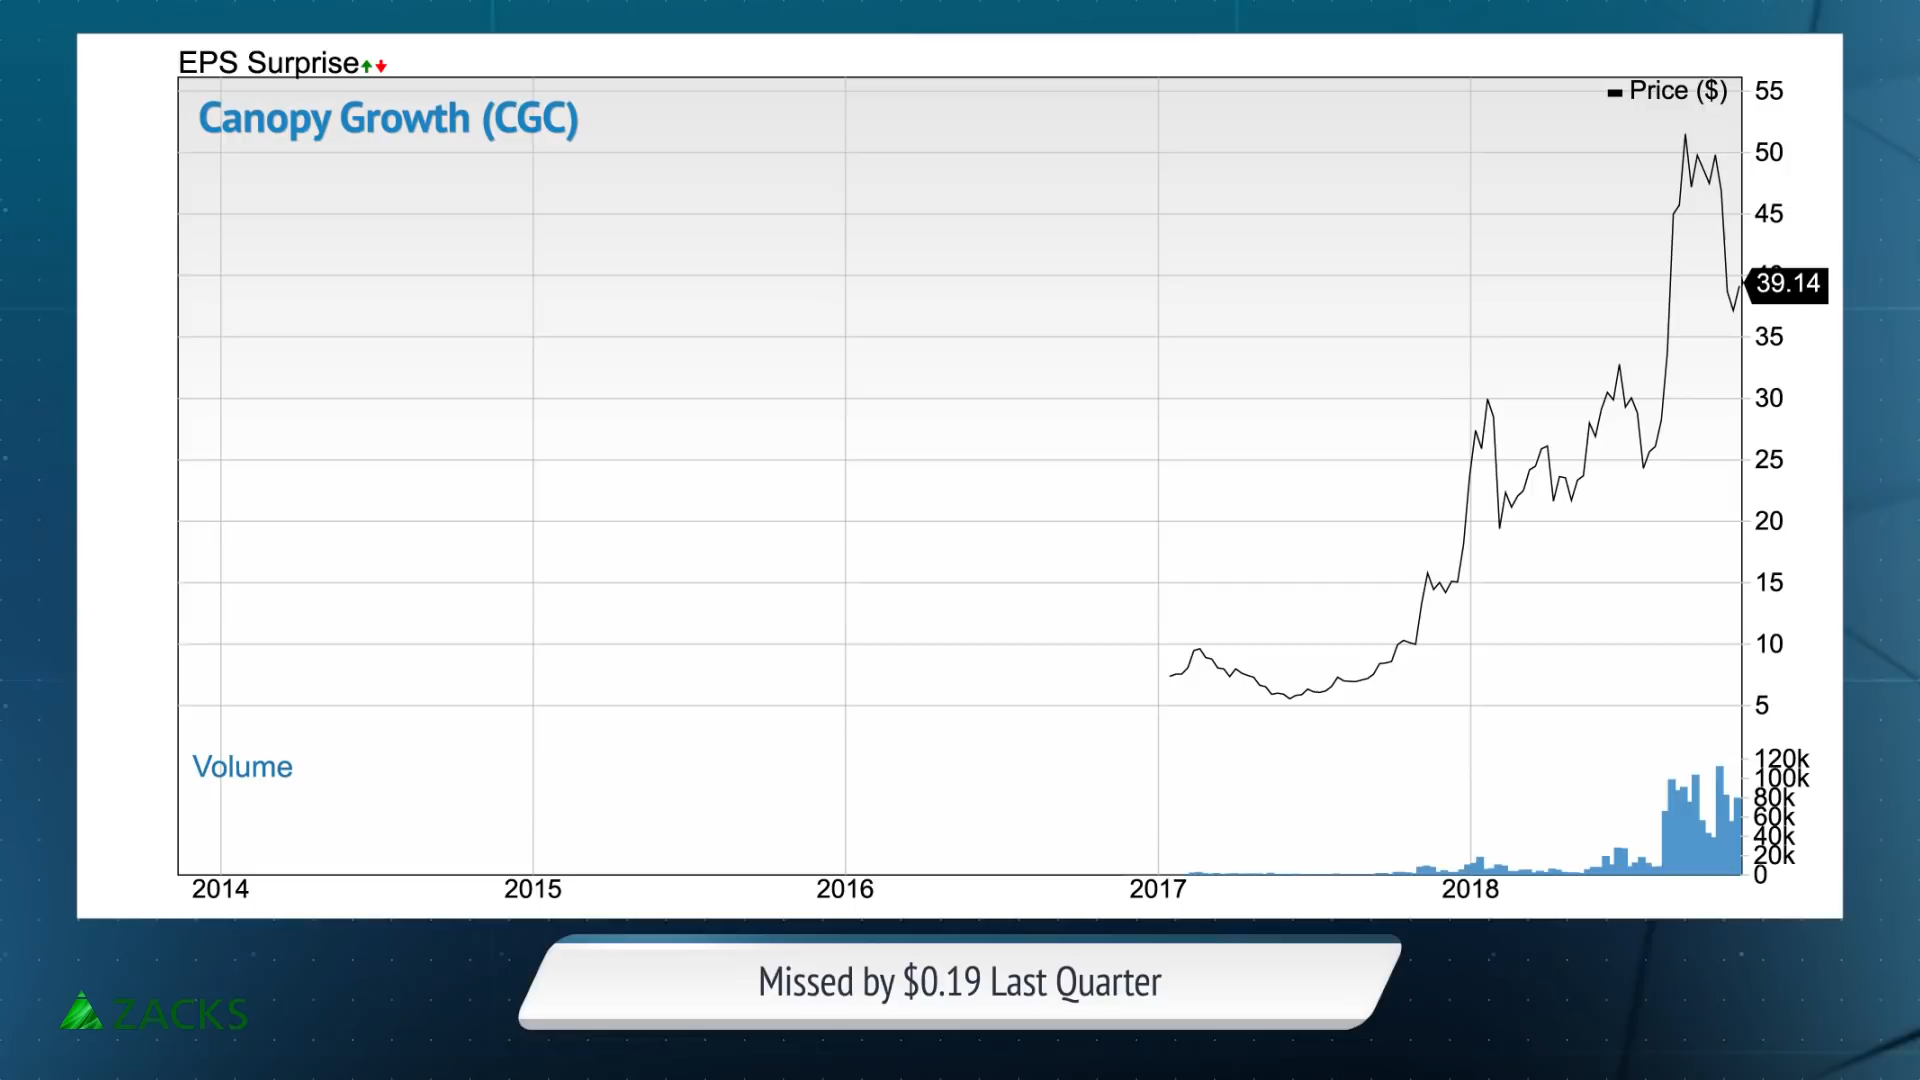 EPS Surprise
Canopy Growth (CGC)
Price ($)
55
50
45
39.14
35
30
25
20
15
10
5
Volume
120k
100k
80k
60k
40k
20k
0
2014 2015 2016 2017 2018
Missed by $0.19 Last Quarter
ZACKS